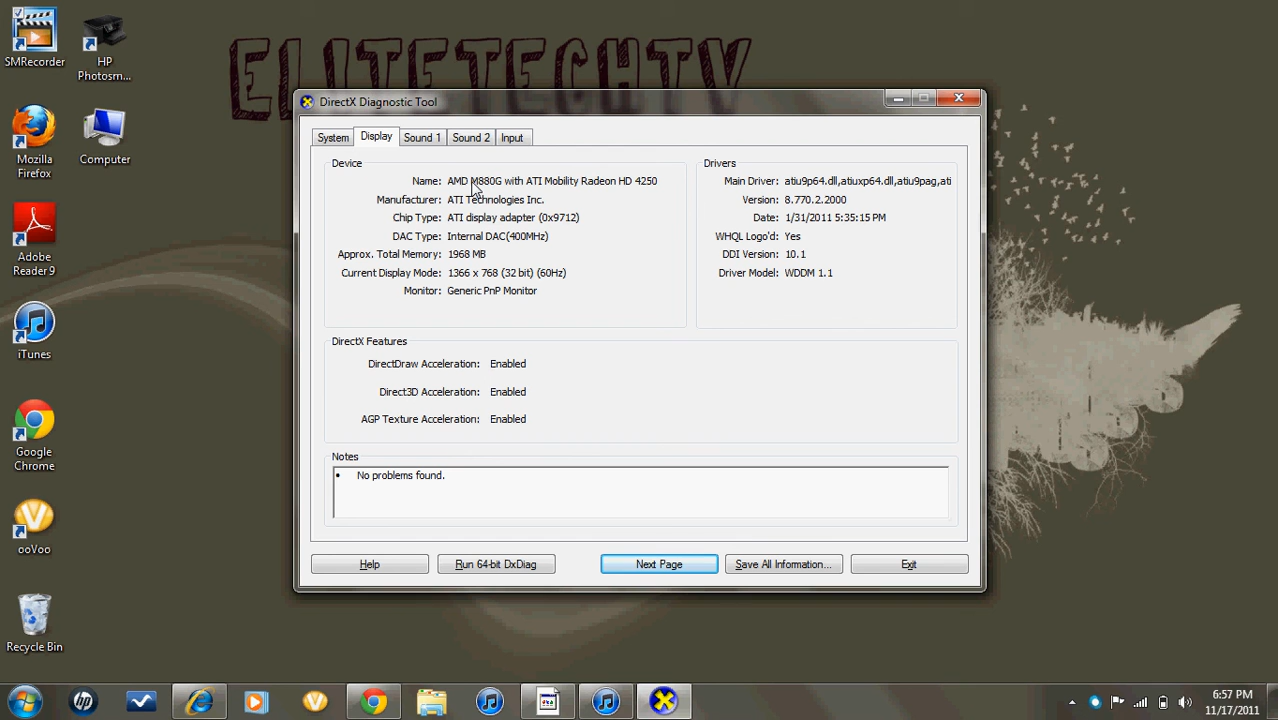 ELITETECHTV
SMRecorder
HP
Photosm...
Mozilla
Firefox
Computer
Adobe
Reader 9
iTunes
Google
Chrome
ooVoo
Recycle Bin
DirectX Diagnostic Tool
System
Display
Sound 1
Sound 2
Input
Device
Name: AMD M880G with ATI Mobility Radeon HD 4250
Manufacturer: ATI Technologies Inc.
Chip Type: ATI display adapter (0x9712)
DAC Type: Internal DAC(400MHz)
Approx. Total Memory: 1968 MB
Current Display Mode: 1366 x 768 (32 bit) (60Hz)
Monitor: Generic PnP Monitor
Drivers
Main Driver: atiu9p64.dll,atiuxp64.dll,atiu9pag,ati
Version: 8.770.2.2000
Date: 1/31/2011 5:35:15 PM
WHQL Logo'd: Yes
DDI Version: 10.1
Driver Model: WDDM 1.1
DirectX Features
DirectDraw Acceleration: Enabled
Direct3D Acceleration: Enabled
AGP Texture Acceleration: Enabled
Notes
• No problems found.
Help
Run 64-bit DxDiag
Next Page
Save All Information...
Exit
hp
6:57 PM
11/17/2011